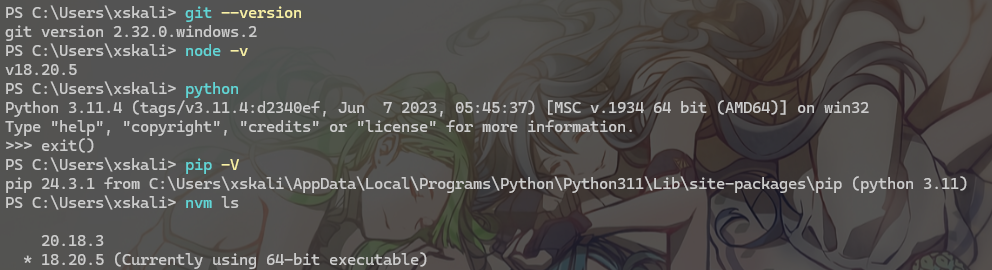 PS C:\Users\xskali> git --version
git version 2.32.0.windows.2
PS C:\Users\xskali> node -v
v18.20.5
PS C:\Users\xskali> python
Python 3.11.4 (tags/v3.11.4:d2340ef, Jun  7 2023, 05:45:37) [MSC v.1934 64 bit (AMD64)] on win32
Type "help", "copyright", "credits" or "license" for more information.
>>> exit()
PS C:\Users\xskali> pip -V
pip 24.3.1 from C:\Users\xskali\AppData\Local\Programs\Python\Python311\Lib\site-packages\pip (python 3.11)
PS C:\Users\xskali> nvm ls
20.18.3
* 18.20.5 (Currently using 64-bit executable)